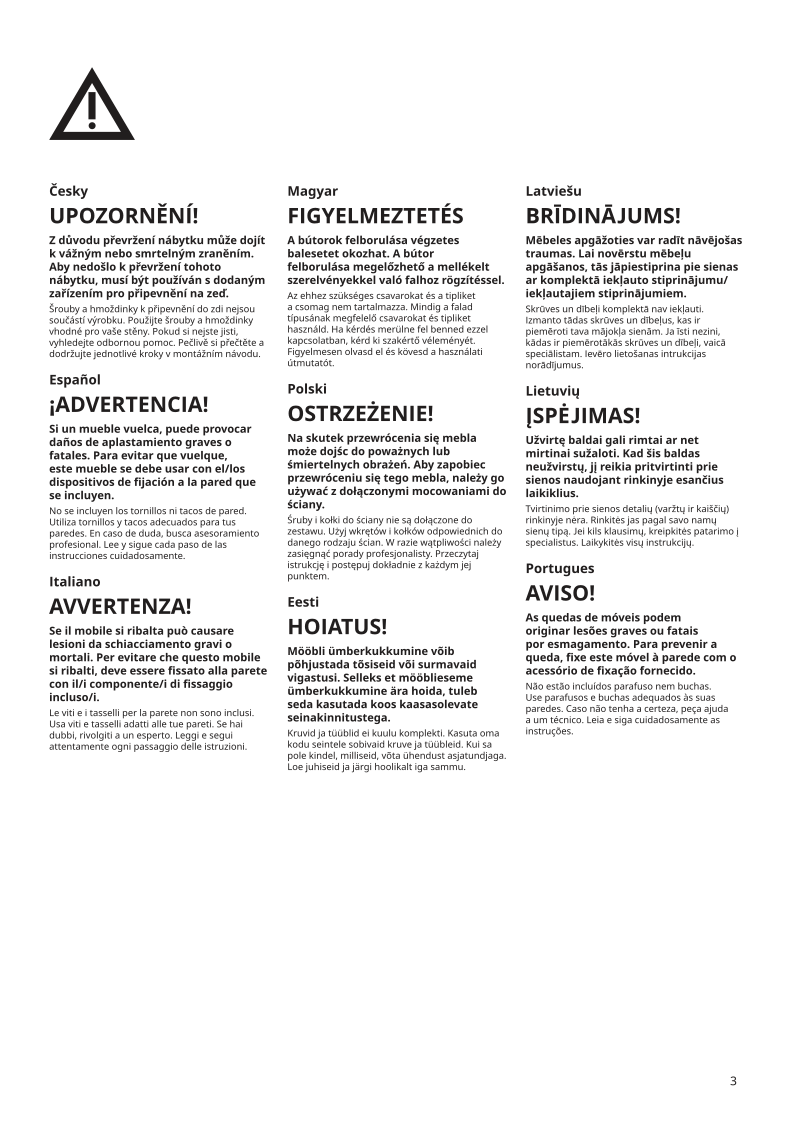 Česky
UPOZORNĚNÍ!
Z důvodu převržení nábytku může dojít
k vážným nebo smrtelným zraněním.
Aby nedošlo k převržení tohoto
nábytku, musí být používán s dodaným
zařízením pro připevnění na zeď.
Šrouby a hmoždinky k připevnění do zdi nejsou
součástí výrobku. Použijte šrouby a hmoždinky
vhodné pro vaše stěny. Pokud si nejste jisti,
vyhledejte odbornou pomoc. Pečlivě si přečtěte a
dodržujte jednotlivé kroky v montážním návodu.
Español
¡ADVERTENCIA!
Si un mueble vuelca, puede provocar
daños de aplastamiento graves o
fatales. Para evitar que vuelque,
este mueble se debe usar con el/los
dispositivos de fijación a la pared que
se incluyen.
No se incluyen los tornillos ni tacos de pared.
Utiliza tornillos y tacos adecuados para tus
paredes. En caso de duda, busca asesoramiento
profesional. Lee y sigue cada paso de las
instrucciones cuidadosamente.
Italiano
AVVERTENZA!
Se il mobile si ribalta può causare
lesioni da schiacciamento gravi o
mortali. Per evitare che questo mobile
si ribalti, deve essere fissato alla parete
con il/i componente/i di fissaggio
incluso/i.
Le viti e i tasselli per la parete non sono inclusi.
Usa viti e tasselli adatti alle tue pareti. Se hai
dubbi, rivolgiti a un esperto. Leggi e segui
attentamente ogni passaggio delle istruzioni.
Magyar
FIGYELMEZTETÉS
A bútorok felborulása végzetes
balesetet okozhat. A bútor
felborulása megelőzhető a mellékelt
szerelvényekkel való falhoz rögzítéssel.
Az ehhez szükséges csavarokat és a tipliket
a csomag nem tartalmazza. Mindig a falad
típusának megfelelő csavarokat és tipliket
használd. Ha kérdés merülne fel benned ezzel
kapcsolatban, kérd ki szakértő véleményét.
Figyelmesen olvasd el és kövesd a használati
útmutatót.
Polski
OSTRZEŻENIE!
Na skutek przewrócenia się mebla
może dojśc do poważnych lub
śmiertelnych obrażeń. Aby zapobiec
przewróceniu się tego mebla, należy go
używać z dołączonymi mocowaniami do
ściany.
Śruby i kołki do ściany nie są dołączone do
zestawu. Użyj wkrętów i kołków odpowiednich do
danego rodzaju ścian. W razie wątpliwości należy
zasięgnąć porady profesjonalisty. Przeczytaj
istrukcję i postępuj dokładnie z każdym jej
punktem.
Eesti
HOIATUS!
Mööbli ümberkukkumine võib
põhjustada tõsiseid või surmavaid
vigastusi. Selleks et mööblieseme
ümberkukkumine ära hoida, tuleb
seda kasutada koos kaasasolevate
seinakinnitustega.
Kruvid ja tüüblid ei kuulu komplekti. Kasuta oma
kodu seintele sobivaid kruve ja tüübleid. Kui sa
pole kindel, milliseid, võta ühendust asjatundjaga.
Loe juhiseid ja järgi hoolikalt iga sammu.
Latviešu
BRĪDINĀJUMS!
Mēbeles apgāžoties var radīt nāvējošas
traumas. Lai novērstu mēbeļu
apgāšanos, tās jāpiestiprina pie sienas
ar komplektā iekļauto stiprinājumu/
iekļautajiem stiprinājumiem.
Skrūves un dībeļi komplektā nav iekļauti.
Izmanto tādas skrūves un dībeļus, kas ir
piemēroti tava mājokļa sienām. Ja īsti nezini,
kādas ir piemērotākās skrūves un dībeļi, vaicā
speciālistam. Ievēro lietošanas intrukcijas
norādījumus.
Lietuvių
ĮSPĖJIMAS!
Užvirtę baldai gali rimtai ar net
mirtinai sužaloti. Kad šis baldas
neužvirstų, jį reikia pritvirtinti prie
sienos naudojant rinkinyje esančius
laikiklius.
Tvirtinimo prie sienos detalių (varžtų ir kaiščių)
rinkinyje nėra. Rinkitės jas pagal savo namų
sienų tipą. Jei kils klausimų, kreipkitės patarimo į
specialistus. Laikykitės visų instrukcijų.
Portugues
AVISO!
As quedas de móveis podem
originar lesões graves ou fatais
por esmagamento. Para prevenir a
queda, fixe este móvel à parede com o
acessório de fixação fornecido.
Não estão incluídos parafuso nem buchas.
Use parafusos e buchas adequados às suas
paredes. Caso não tenha a certeza, peça ajuda
a um técnico. Leia e siga cuidadosamente as
instruções.
3